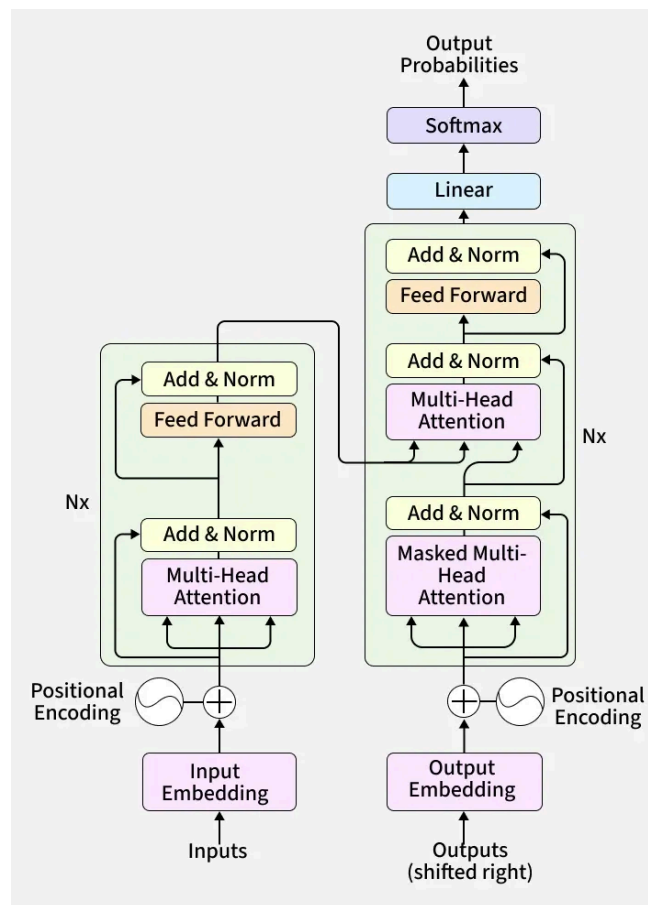 Output
Probabilities
Softmax
Linear
Add & Norm
Feed Forward
Add & Norm
Multi-Head
Attention
Nx
Add & Norm
Masked Multi-
Head
Attention
Positional
Encoding
Output
Embedding
Outputs
(shifted right)
Add & Norm
Feed Forward
Nx
Add & Norm
Multi-Head
Attention
Positional
Encoding
Input
Embedding
Inputs